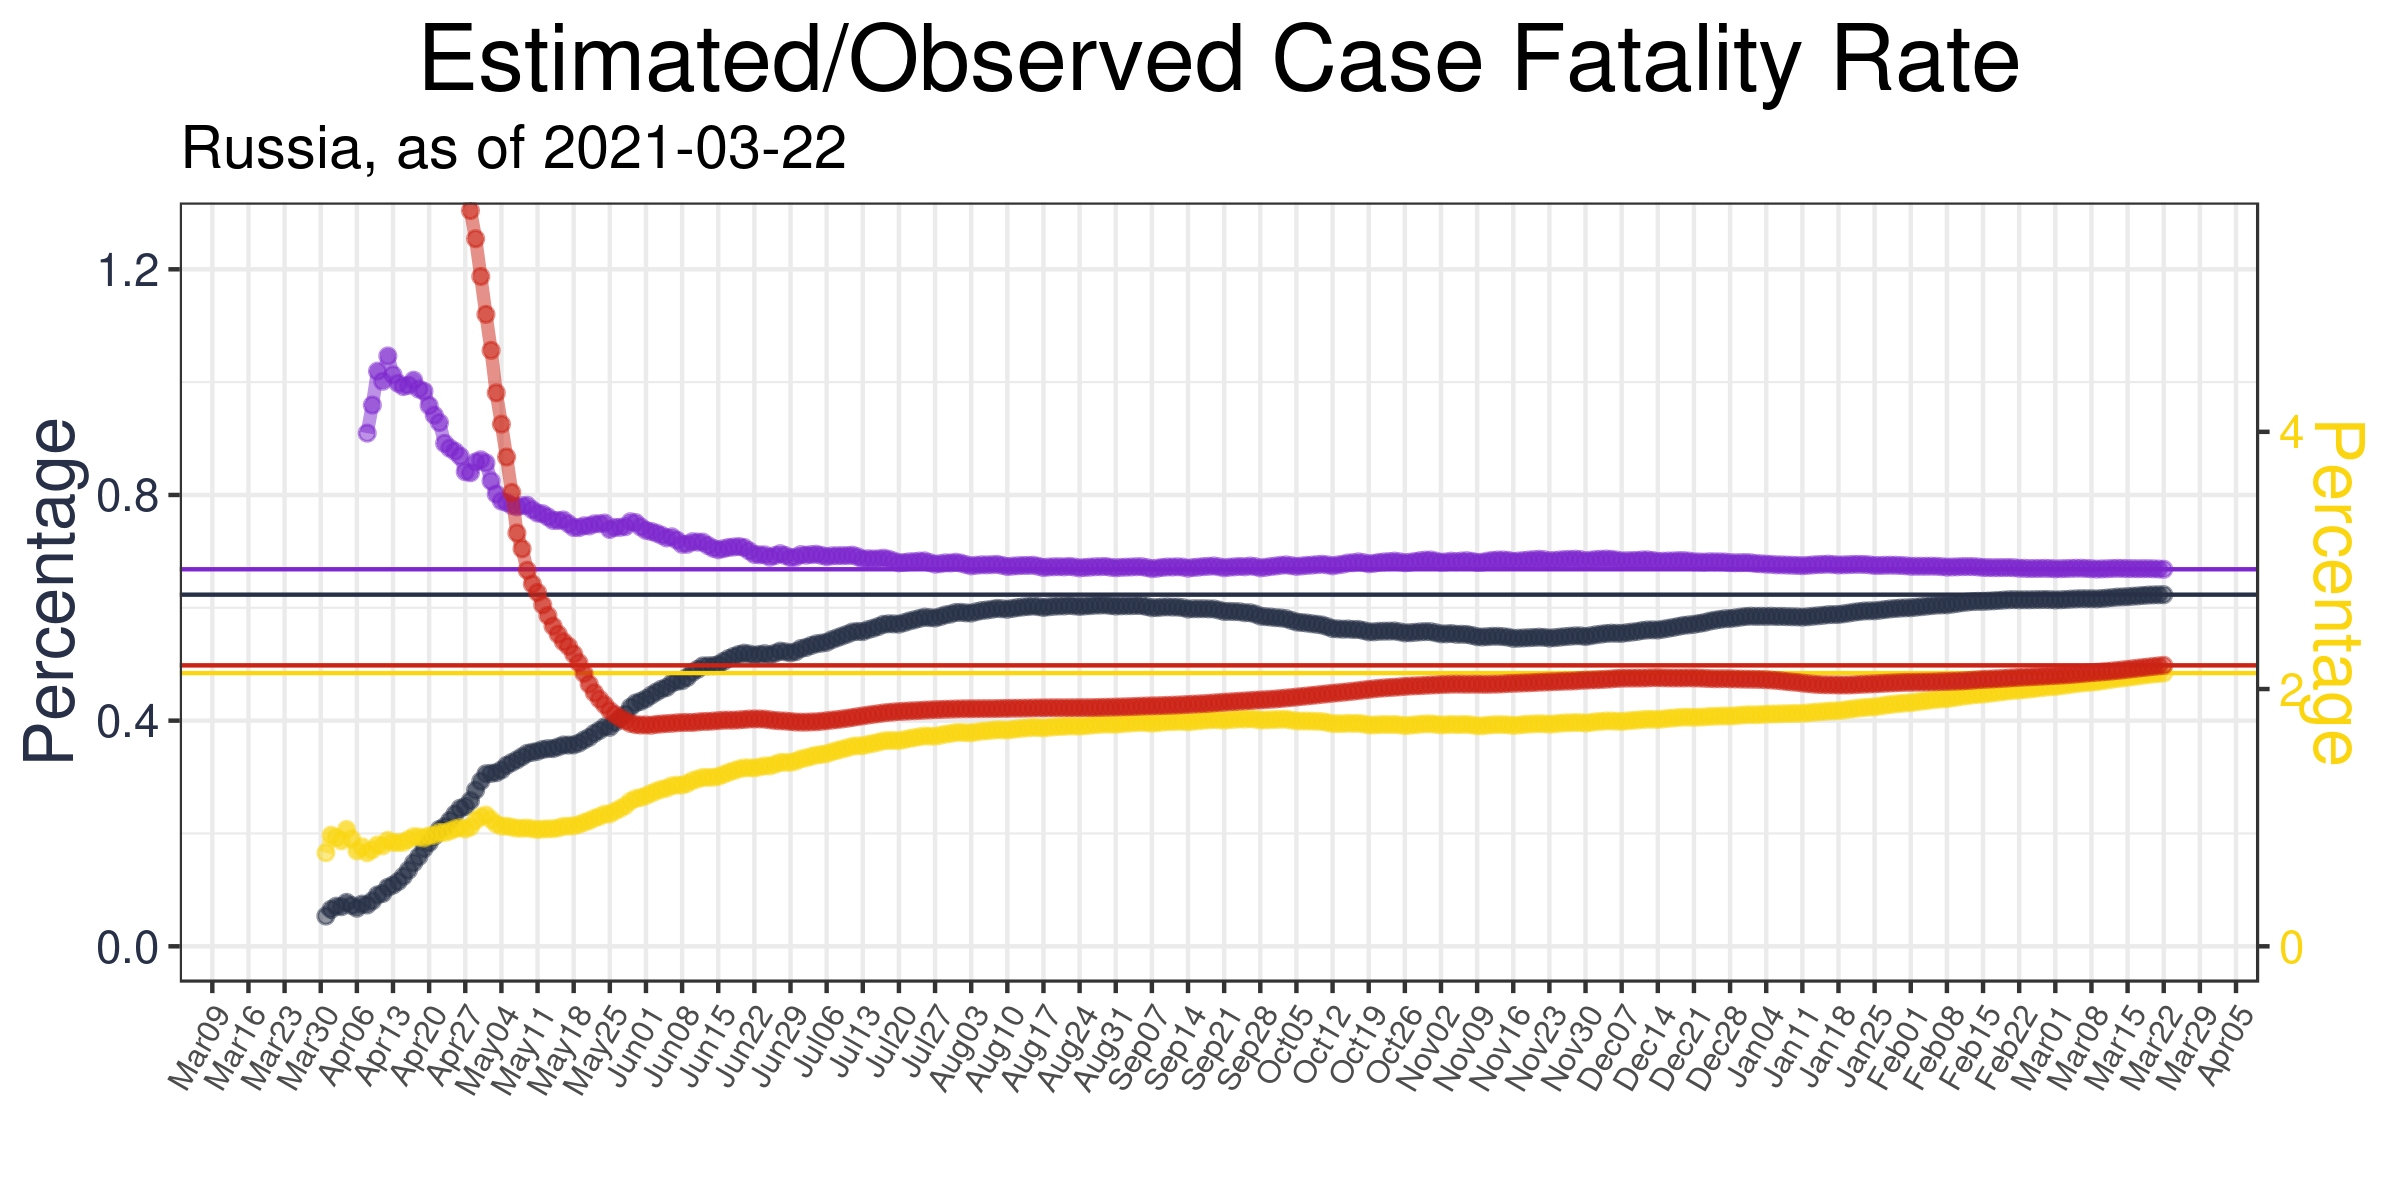 Estimated/Observed Case Fatality Rate
Russia, as of 2021-03-22
Percentage
1.2
0.8
0.4
0.0
4
2
0
Percentage
Mar09
Mar16
Mar23
Mar30
Apr06
Apr13
Apr20
Apr27
May04
May11
May18
May25
Jun01
Jun08
Jun15
Jun22
Jun29
Jul06
Jul13
Jul20
Jul27
Aug03
Aug10
Aug17
Aug24
Aug31
Sep07
Sep14
Sep21
Sep28
Oct05
Oct12
Oct19
Oct26
Nov02
Nov09
Nov16
Nov23
Nov30
Dec07
Dec14
Dec21
Dec28
Jan04
Jan11
Jan18
Jan25
Feb01
Feb08
Feb15
Feb22
Mar01
Mar08
Mar15
Mar22
Mar29
Apr05